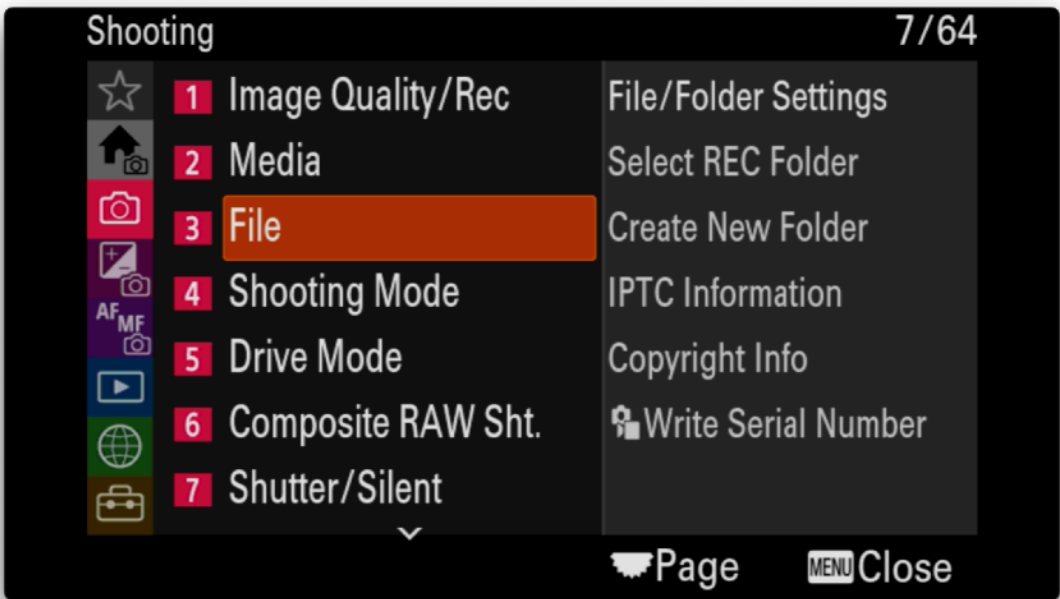 Shooting 7/64
1 Image Quality/Rec
2 Media
3 File
4 Shooting Mode
5 Drive Mode
6 Composite RAW Sht.
7 Shutter/Silent
AF MF
File/Folder Settings
Select REC Folder
Create New Folder
IPTC Information
Copyright Info
Write Serial Number
Page MENU Close